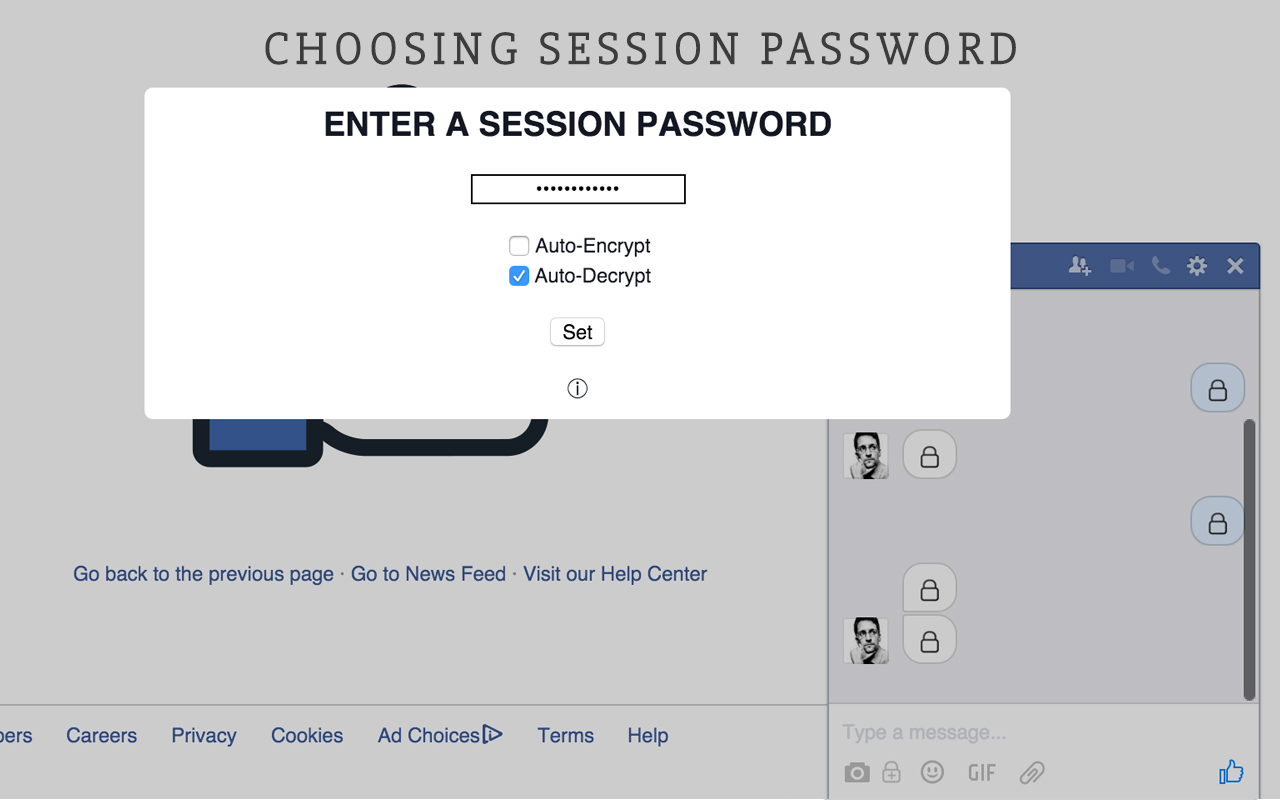 CHOOSING SESSION PASSWORD
ENTER A SESSION PASSWORD
••••••••••••
Auto-Encrypt
Auto-Decrypt
Set
Go back to the previous page · Go to News Feed · Visit our Help Center
pers Careers Privacy Cookies Ad Choices Terms Help
Type a message...
GIF